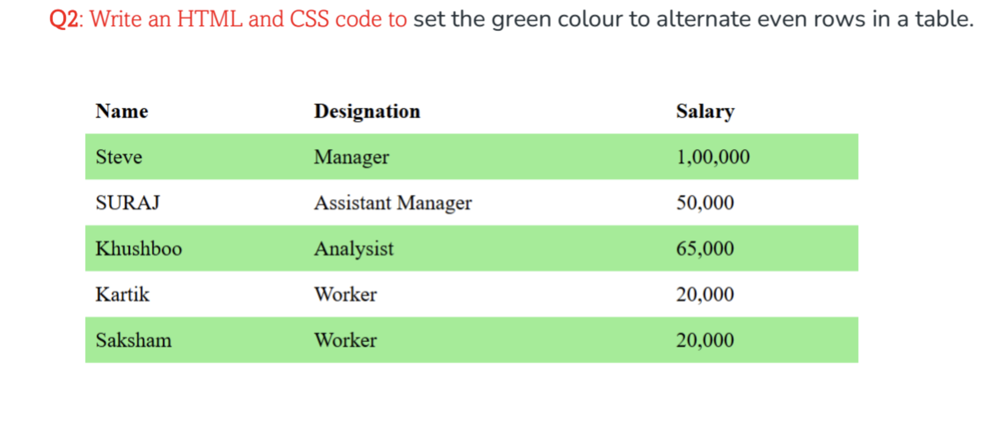 Q2: Write an HTML and CSS code to set the green colour to alternate even rows in a table.
Name Designation Salary
Steve Manager 1,00,000
SURAJ Assistant Manager 50,000
Khushboo Analysist 65,000
Kartik Worker 20,000
Saksham Worker 20,000